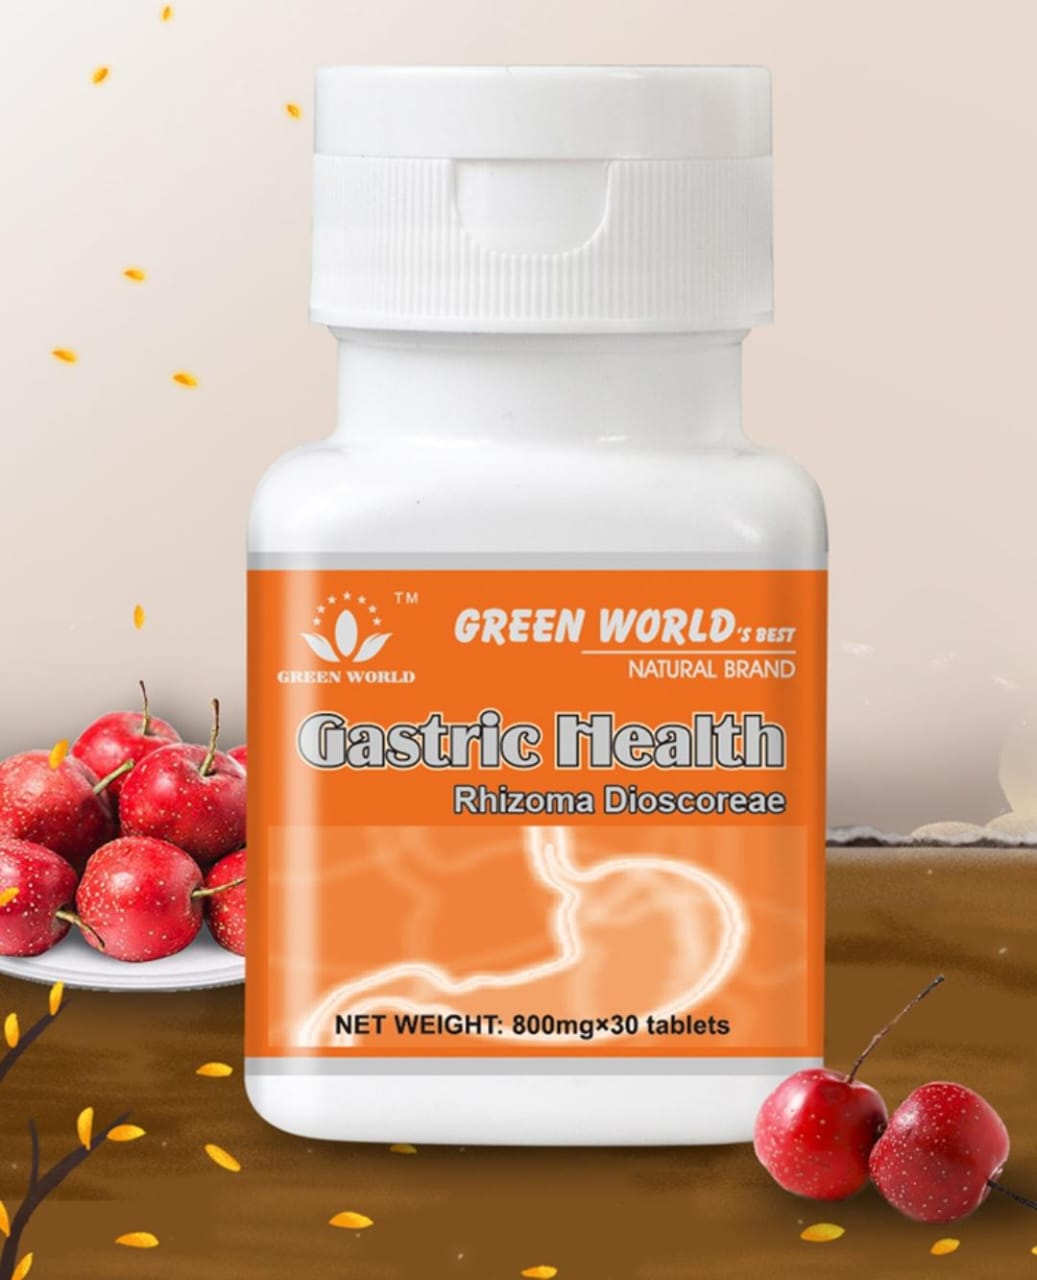 TM
GREEN WORLD
GREEN WORLD'S BEST
NATURAL BRAND
Gastric Health
Rhizoma Dioscoreae
NET WEIGHT: 800mg×30 tablets